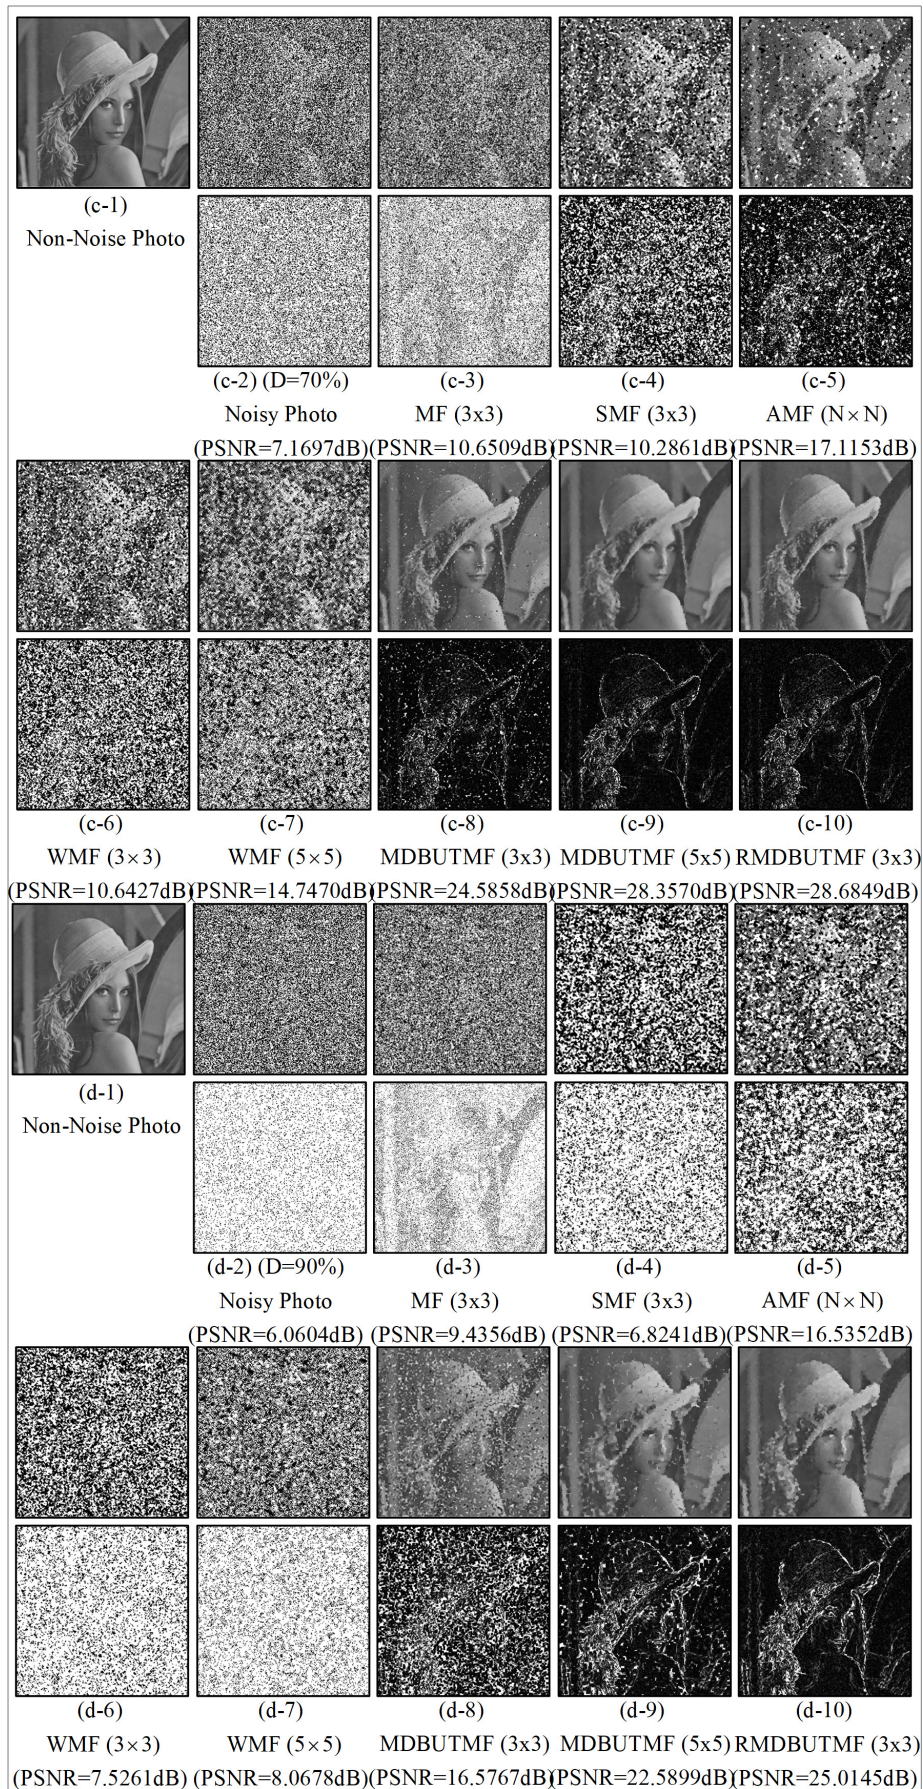 (c-1)
Non-Noise Photo
(c-2) (D=70%)
Noisy Photo
(PSNR=7.1697dB)
(c-3)
MF (3x3)
(PSNR=10.6509dB)
(c-4)
SMF (3x3)
(PSNR=10.2861dB)
(c-5)
AMF (N×N)
(PSNR=17.1153dB)
(c-6)
WMF (3×3)
(PSNR=10.6427dB)
(c-7)
WMF (5×5)
(PSNR=14.7470dB)
(c-8)
MDBUTMF (3x3)
(PSNR=24.5858dB)
(c-9)
MDBUTMF (5x5)
(PSNR=28.3570dB)
(c-10)
RMDBUTMF (3x3)
(PSNR=28.6849dB)
(d-1)
Non-Noise Photo
(d-2) (D=90%)
Noisy Photo
(PSNR=6.0604dB)
(d-3)
MF (3x3)
(PSNR=9.4356dB)
(d-4)
SMF (3x3)
(PSNR=6.8241dB)
(d-5)
AMF (N×N)
(PSNR=16.5352dB)
(d-6)
WMF (3×3)
(PSNR=7.5261dB)
(d-7)
WMF (5×5)
(PSNR=8.0678dB)
(d-8)
MDBUTMF (3x3)
(PSNR=16.5767dB)
(d-9)
MDBUTMF (5x5)
(PSNR=22.5899dB)
(d-10)
RMDBUTMF (3x3)
(PSNR=25.0145dB)